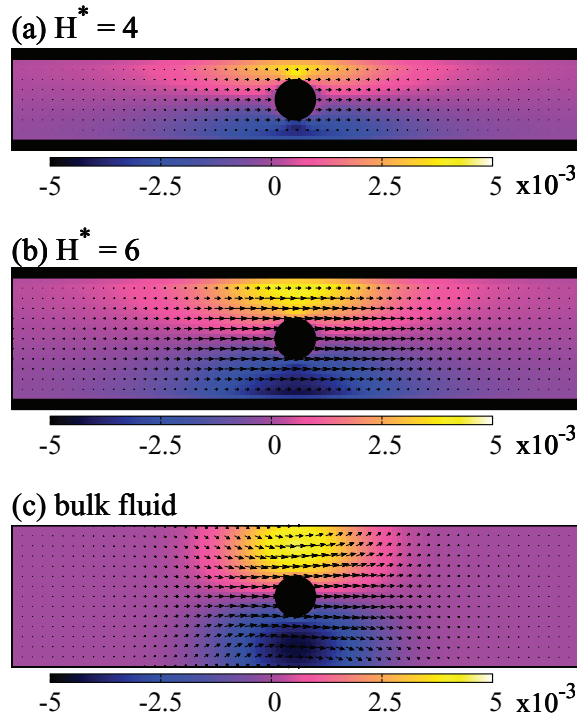 (a) H* = 4
-5 -2.5 0 2.5 5 x10-3
(b) H* = 6
-5 -2.5 0 2.5 5 x10-3
(c) bulk fluid
-5 -2.5 0 2.5 5 x10-3